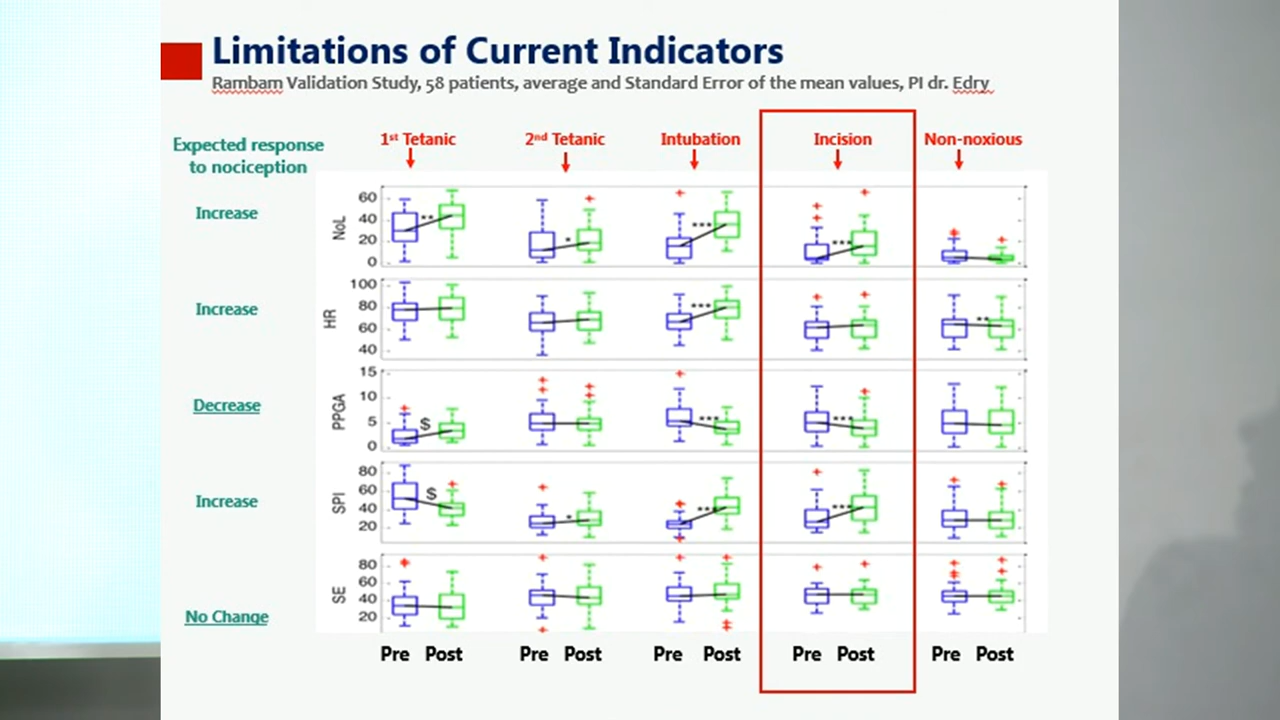 Limitations of Current Indicators
Rambam Validation Study, 58 patients, average and Standard Error of the mean values, PI dr. Edry
Expected response
to nociception
1st Tetanic
2nd Tetanic
Intubation
Incision
Non-noxious
Increase
NoL
60
40
20
0
**
*
***
***
Increase
HR
100
80
60
40
***
**
Decrease
PPGA
15
10
5
0
$
***
***
Increase
SPI
80
60
40
20
$
*
***
***
No Change
SE
80
60
40
20
Pre Post
Pre Post
Pre Post
Pre Post
Pre Post